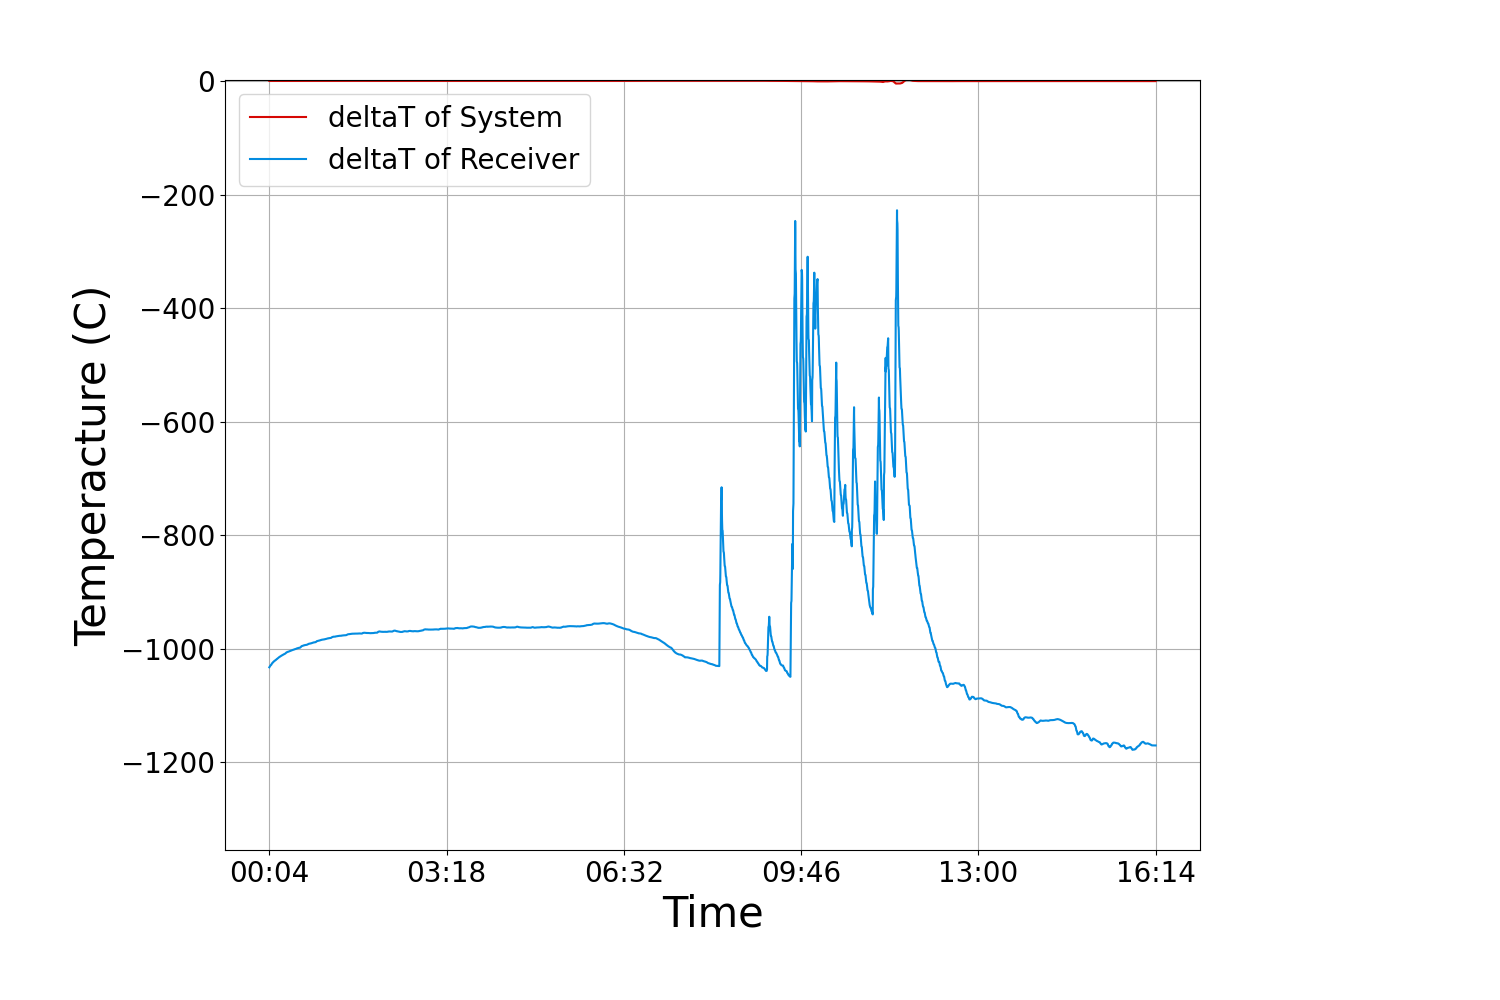 0
−200
−400
−600
−800
−1000
−1200
Temperacture (C)
deltaT of System
deltaT of Receiver
00:04 03:18 06:32 09:46 13:00 16:14
Time